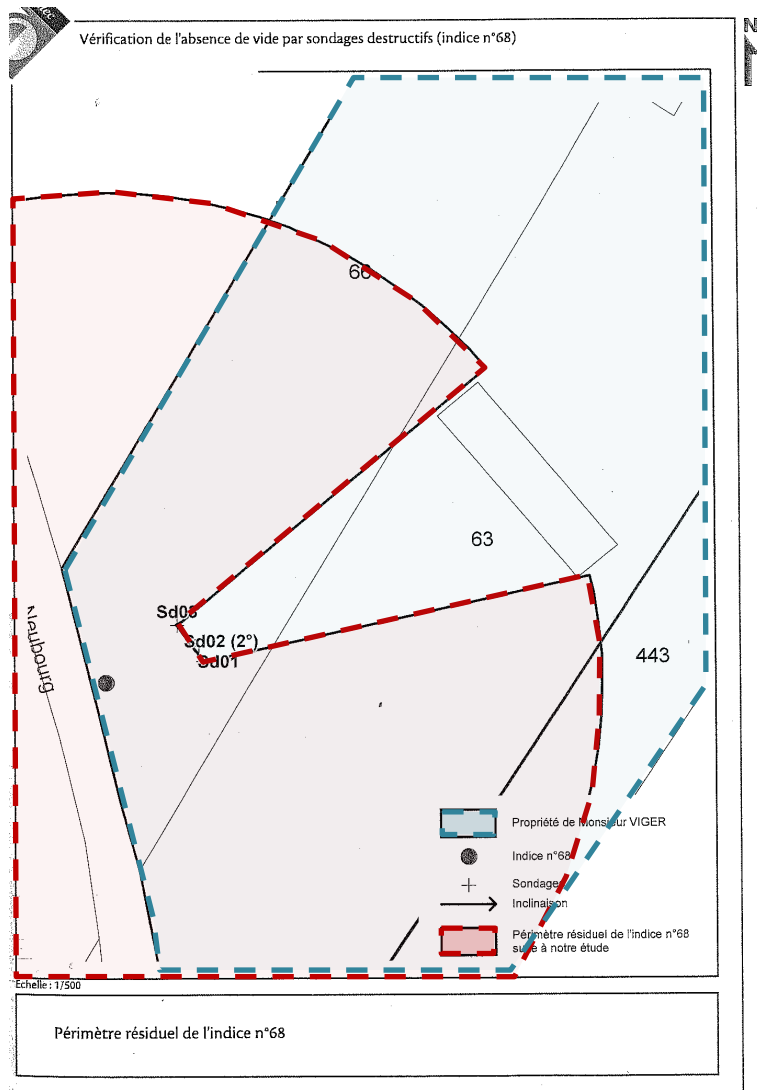 Vérification de l'absence de vide par sondages destructifs (indice n°68)
N
66
63
Sd03
Sd02 (2°)
Sd01
Neubourg
443
Propriété de Monsieur VIGER
Indice n°68
Sondage
Inclinaison
Périmètre résiduel de l'indice n°68
suite à notre étude
Echelle : 1/500
Périmètre résiduel de l'indice n°68